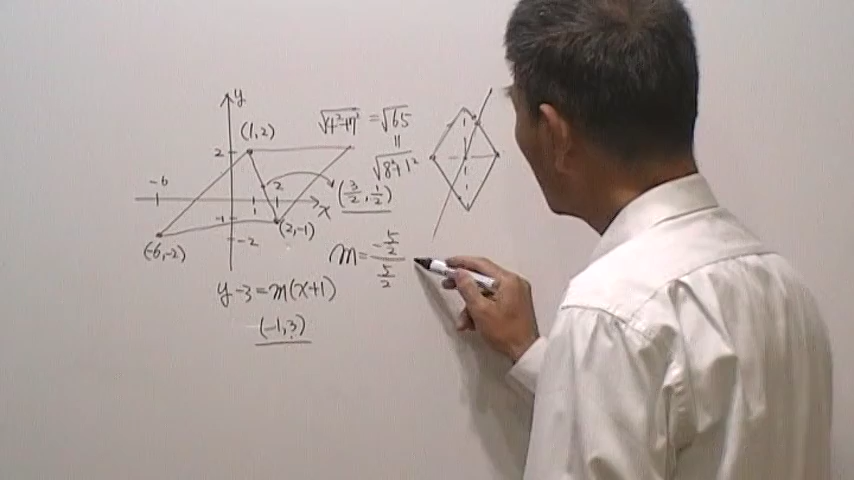 y
(1,2)
2
-6
2
1
x
-1
(2,-1)
-2
(-6,-2)
√4²+7² = √65
=
√8²+1²
(3/2, 1/2)
m = (-5/2)/(5/2)
y-3=m(x+1)
(-1,3)